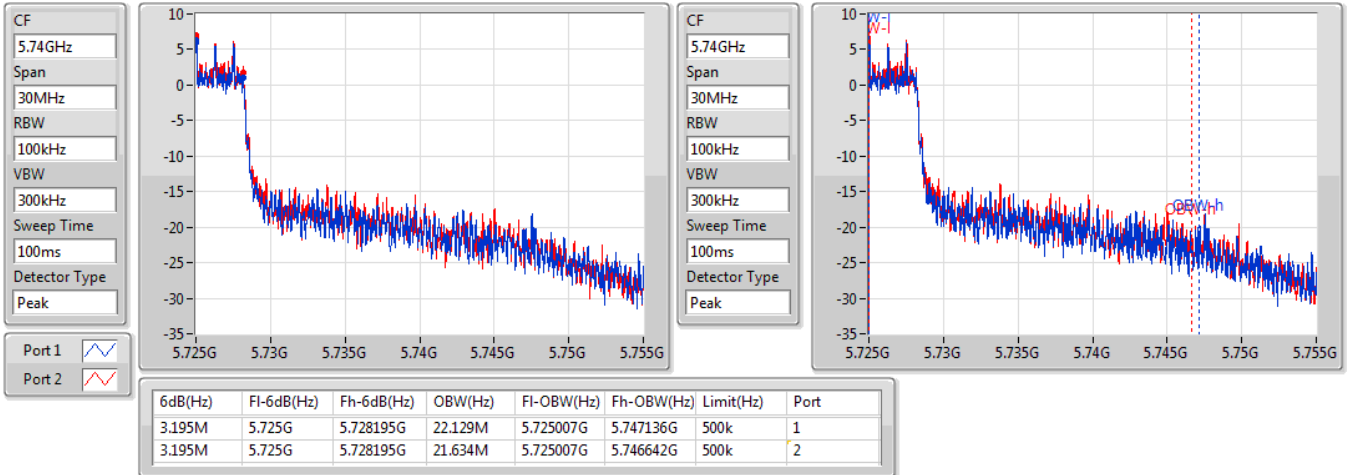 CF
5.74GHz
Span
30MHz
RBW
100kHz
VBW
300kHz
Sweep Time
100ms
Detector Type
Peak
Port 1
Port 2
10
5
0
-5
-10
-15
-20
-25
-30
-35
5.725G 5.73G 5.735G 5.74G 5.745G 5.75G 5.755G
CF
5.74GHz
Span
30MHz
RBW
100kHz
VBW
300kHz
Sweep Time
100ms
Detector Type
Peak
10
5
0
-5
-10
-15
-20
-25
-30
-35
W-l
W-l
OBW-h
5.725G 5.73G 5.735G 5.74G 5.745G 5.75G 5.755G
6dB(Hz) Fl-6dB(Hz) Fh-6dB(Hz) OBW(Hz) Fl-OBW(Hz) Fh-OBW(Hz) Limit(Hz) Port
3.195M 5.725G 5.728195G 22.129M 5.725007G 5.747136G 500k 1
3.195M 5.725G 5.728195G 21.634M 5.725007G 5.746642G 500k 2